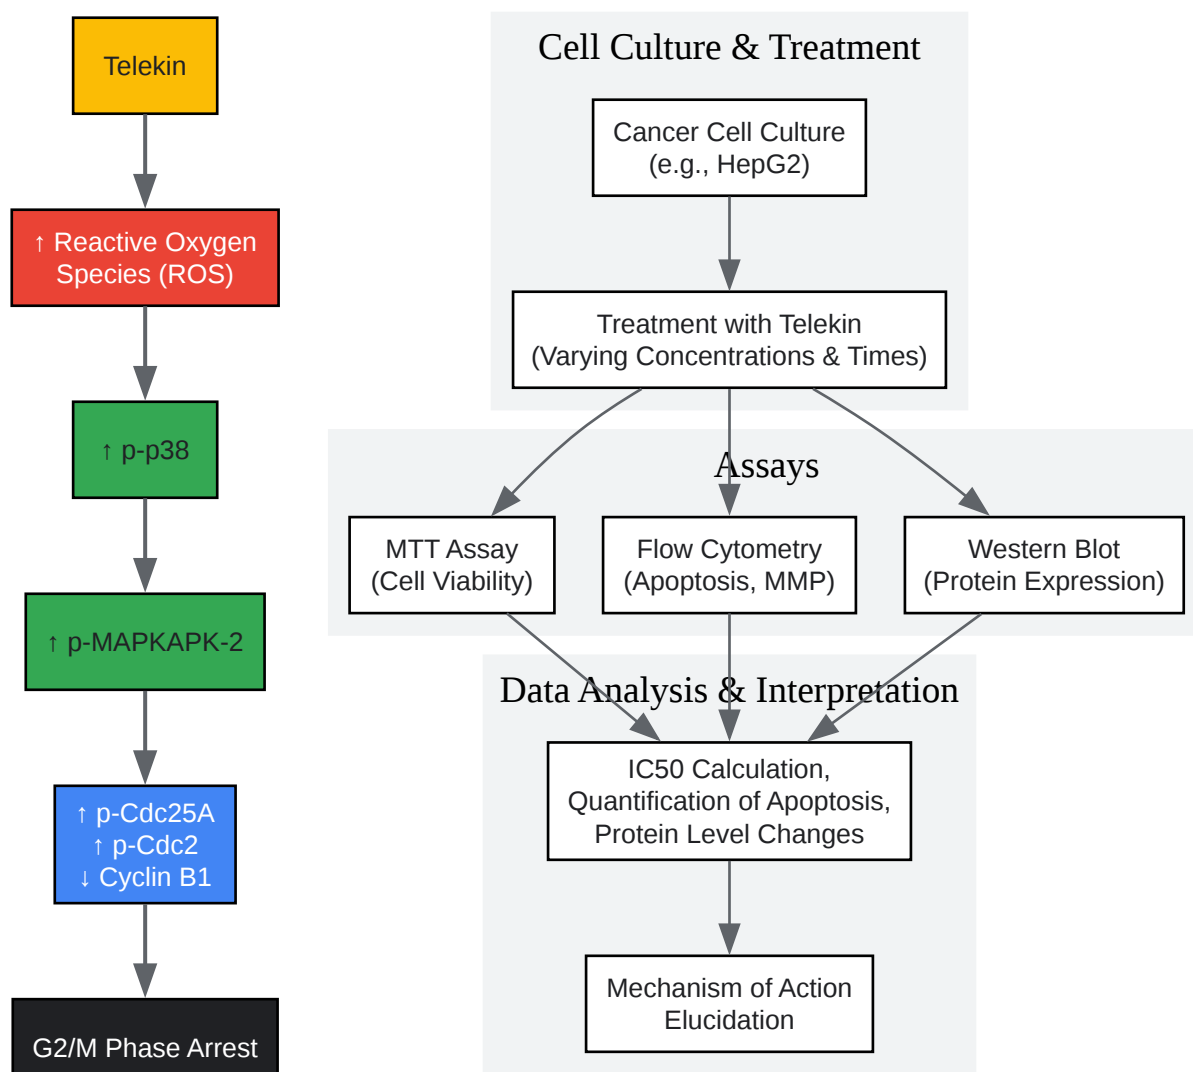 Telekin
↑ Reactive Oxygen
Species (ROS)
↑ p-p38
↑ p-MAPKAPK-2
↑ p-Cdc25A
↑ p-Cdc2
↓ Cyclin B1
G2/M Phase Arrest
Cell Culture & Treatment
Cancer Cell Culture
(e.g., HepG2)
Treatment with Telekin
(Varying Concentrations & Times)
Assays
MTT Assay
(Cell Viability)
Flow Cytometry
(Apoptosis, MMP)
Western Blot
(Protein Expression)
Data Analysis & Interpretation
IC50 Calculation,
Quantification of Apoptosis,
Protein Level Changes
Mechanism of Action
Elucidation